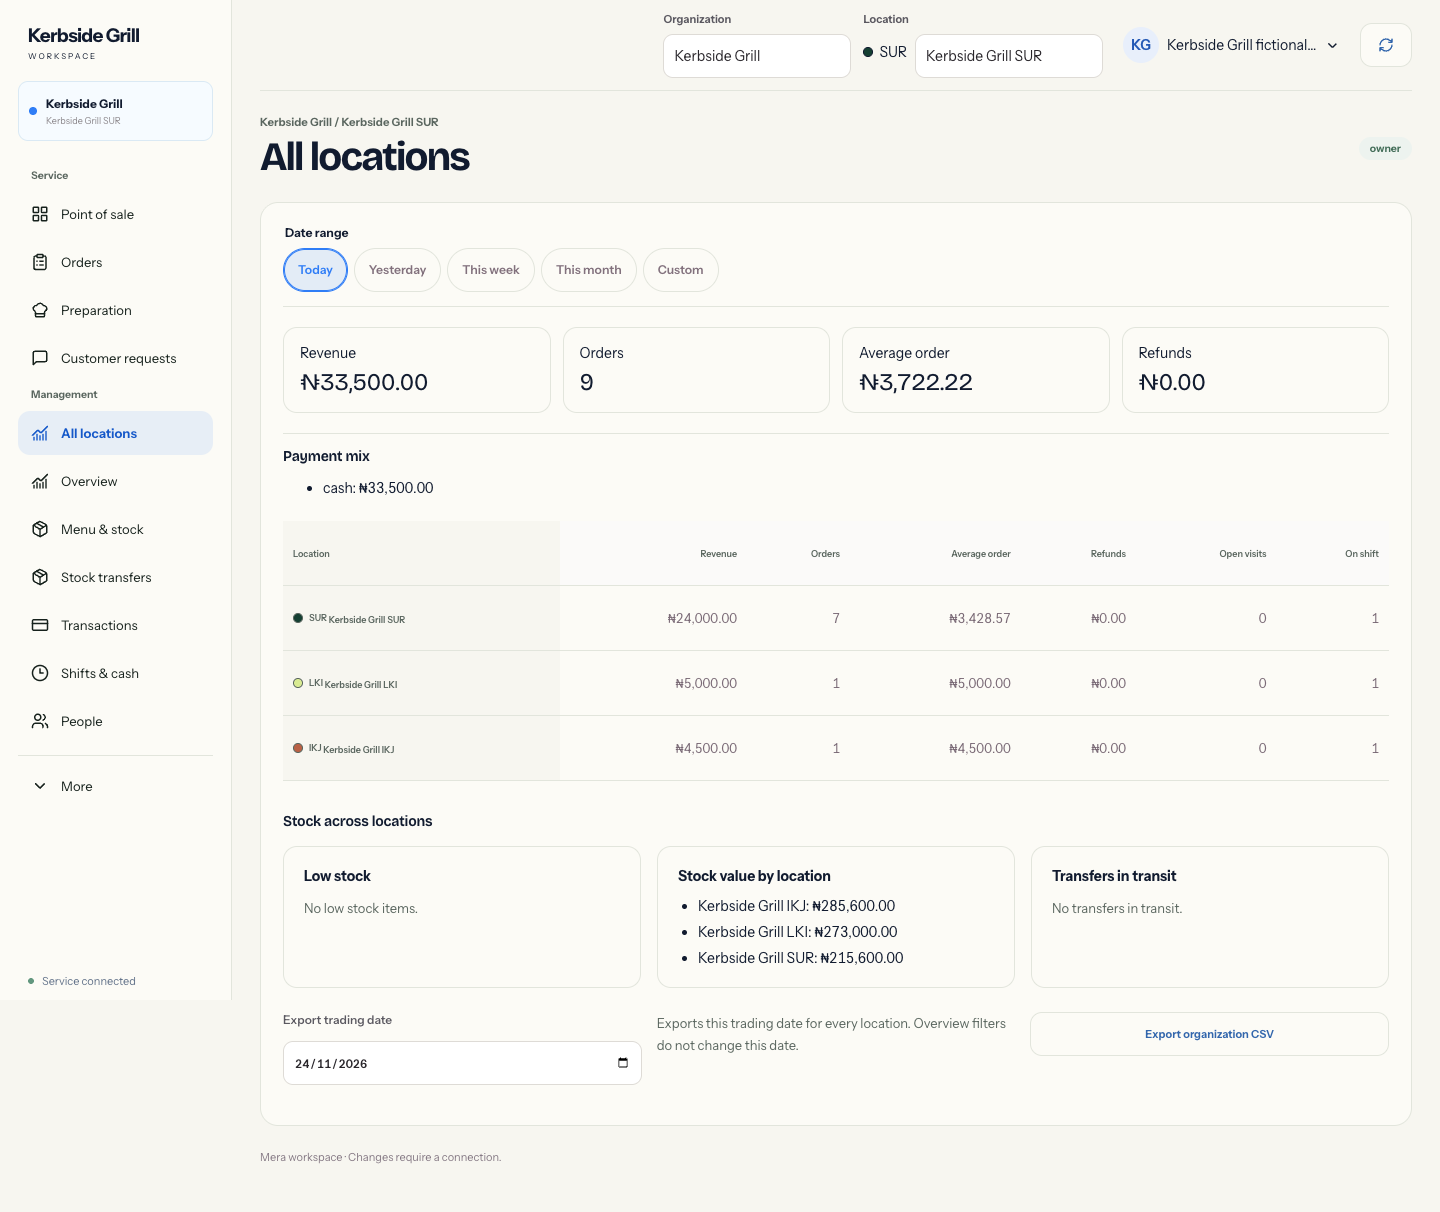 Kerbside Grill
WORKSPACE
Kerbside Grill
Kerbside Grill SUR
Service
Point of sale
Orders
Preparation
Customer requests
Management
All locations
Overview
Menu & stock
Stock transfers
Transactions
Shifts & cash
People
More
Service connected
Organization
Kerbside Grill
Location
SUR
Kerbside Grill SUR
KG
Kerbside Grill fictional...
Kerbside Grill / Kerbside Grill SUR
All locations
owner
Date range
Today Yesterday This week This month Custom
Revenue
₦33,500.00
Orders
9
Average order
₦3,722.22
Refunds
₦0.00
Payment mix
• cash: ₦33,500.00
Location Revenue Orders Average order Refunds Open visits On shift
SUR Kerbside Grill SUR ₦24,000.00 7 ₦3,428.57 ₦0.00 0 1
LKI Kerbside Grill LKI ₦5,000.00 1 ₦5,000.00 ₦0.00 0 1
IKJ Kerbside Grill IKJ ₦4,500.00 1 ₦4,500.00 ₦0.00 0 1
Stock across locations
Low stock
No low stock items.
Stock value by location
• Kerbside Grill IKJ: ₦285,600.00
• Kerbside Grill LKI: ₦273,000.00
• Kerbside Grill SUR: ₦215,600.00
Transfers in transit
No transfers in transit.
Export trading date
24/11/2026
Exports this trading date for every location. Overview filters
do not change this date.
Export organization CSV
Mera workspace · Changes require a connection.